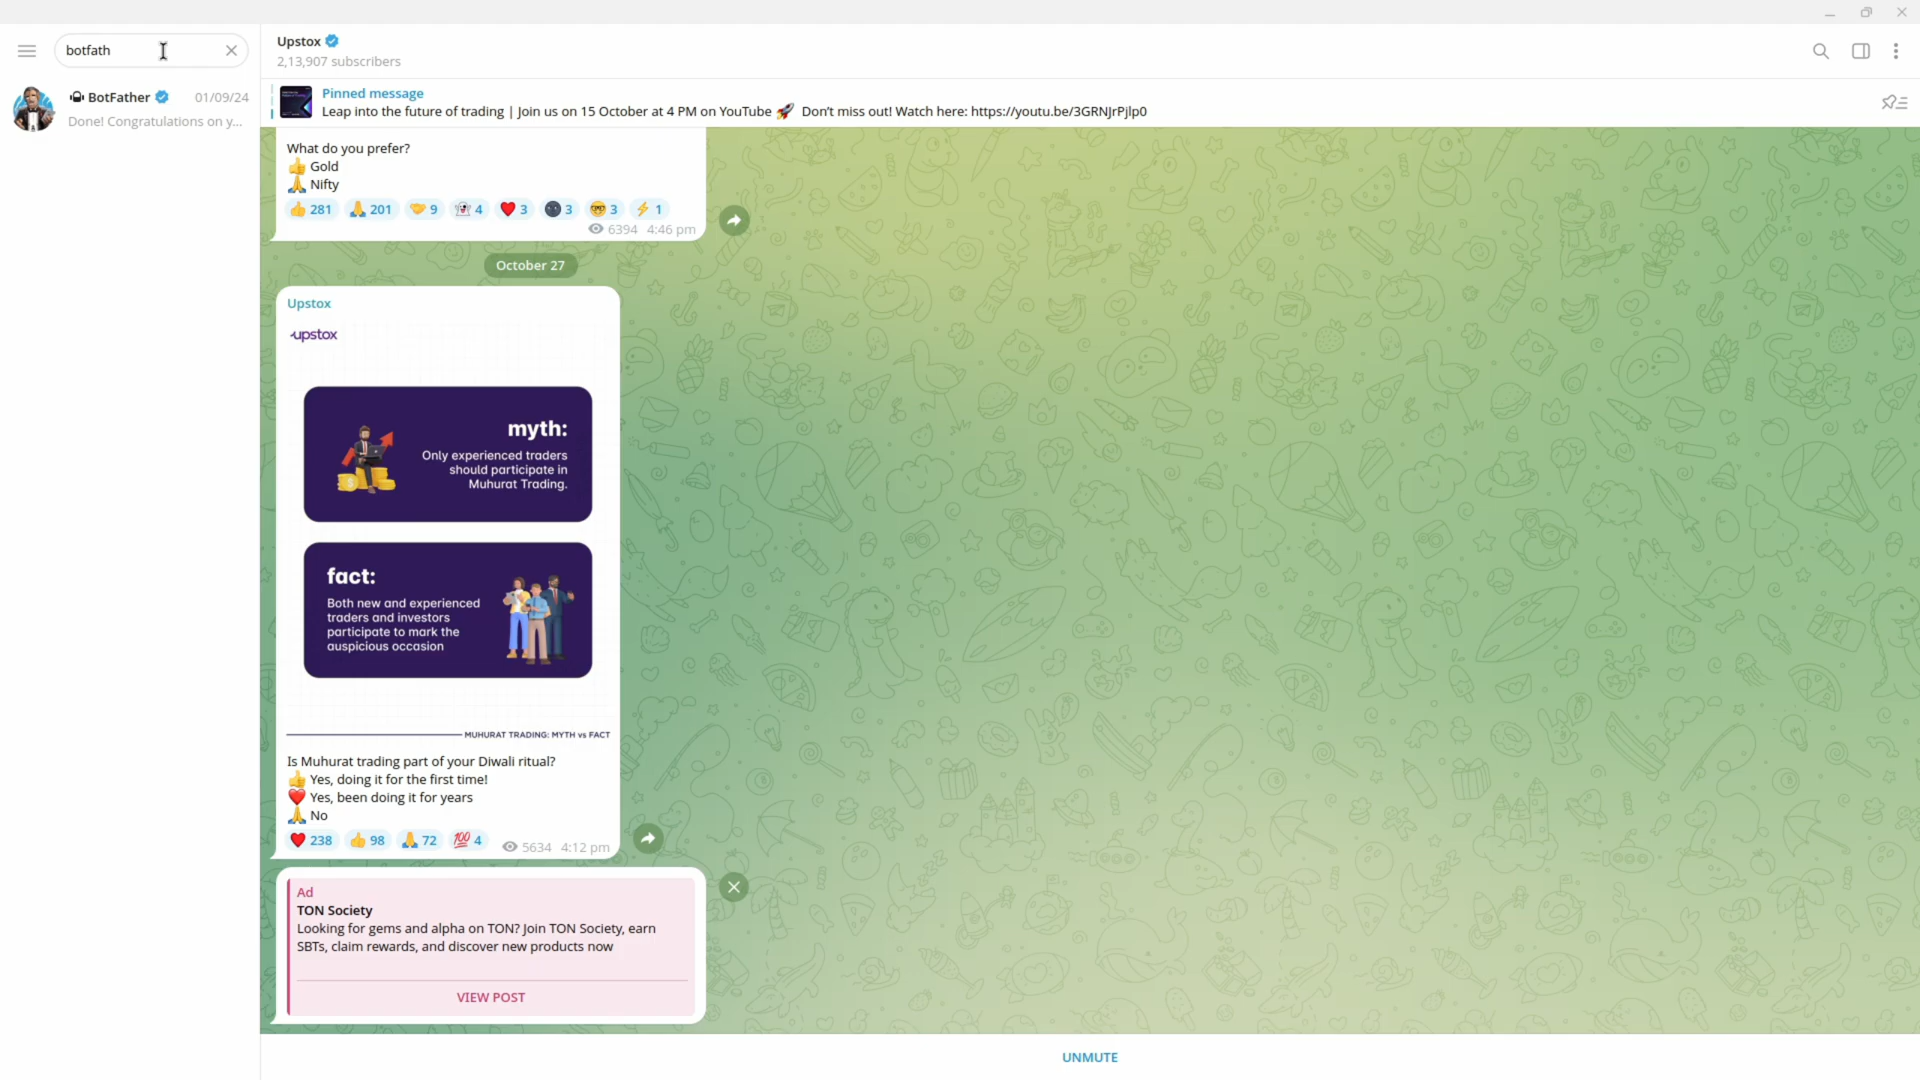 botfath
BotFather 01/09/24
Done! Congratulations on y...
Upstox
2,13,907 subscribers
Pinned message
Leap into the future of trading | Join us on 15 October at 4 PM on YouTube 🚀 Don't miss out! Watch here: https://youtu.be/3GRNJrPjlp0
What do you prefer?
👍 Gold
🙏 Nifty
👍 281 🙏 201 🤝 9 👻 4 ❤️ 3 🌚 3 🤓 3 ⚡ 1
6394 4:46 pm
October 27
Upstox
upstox
myth:
Only experienced traders
should participate in
Muhurat Trading.
fact:
Both new and experienced
traders and investors
participate to mark the
auspicious occasion
MUHURAT TRADING: MYTH vs FACT
Is Muhurat trading part of your Diwali ritual?
👍 Yes, doing it for the first time!
❤️ Yes, been doing it for years
🙏 No
❤️ 238 👍 98 🙏 72 💯 4 5634 4:12 pm
Ad
TON Society
Looking for gems and alpha on TON? Join TON Society, earn
SBTs, claim rewards, and discover new products now
VIEW POST
UNMUTE